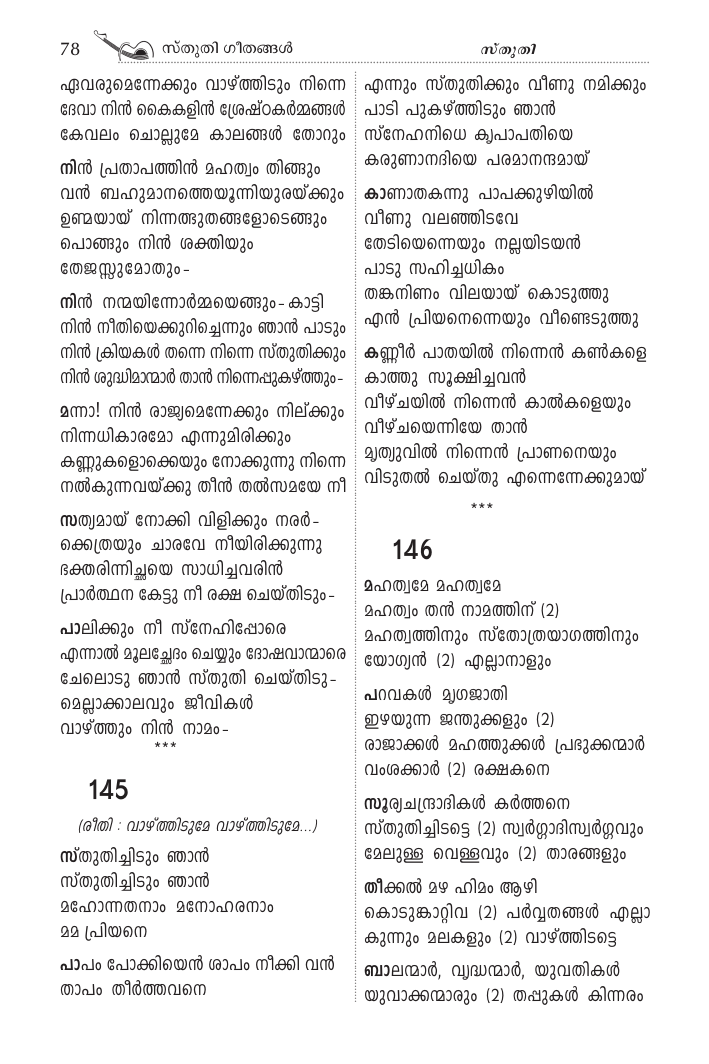 78 സ്തുതി ഗീതങ്ങൾ
സ്തുതി
ഏവരുമെന്നേക്കും വാഴ്ത്തിടും നിന്നെ
ദേവാ നിൻ കൈകളിൻ ശ്രേഷ്ഠകർമ്മങ്ങൾ
കേവലം ചൊല്ലുമേ കാലങ്ങൾ തോറും
നിൻ പ്രതാപത്തിൻ മഹത്വം തിങ്ങും
വൻ ബഹുമാനത്തെയൂന്നിയുരയ്ക്കും
ഉണ്മയായ് നിന്നത്ഭുതങ്ങളോടെങ്ങും
പൊങ്ങും നിൻ ശക്തിയും
തേജസ്സുമോതും-
നിൻ നന്മയിന്നോർമ്മയെങ്ങും-കാട്ടി
നിൻ നീതിയെക്കുറിച്ചെന്നും ഞാൻ പാടും
നിൻ ക്രിയകൾ തന്നെ നിന്നെ സ്തുതിക്കും
നിൻ ശുദ്ധിമാന്മാർ താൻ നിന്നെപ്പുകഴ്ത്തും-
മന്നാ! നിൻ രാജ്യമെന്നേക്കും നില്ക്കും
നിന്നധികാരമോ എന്നുമിരിക്കും
കണ്ണുകളൊക്കെയും നോക്കുന്നു നിന്നെ
നൽകുന്നവയ്ക്കു തീൻ തൽസമയേ നീ
സത്യമായ് നോക്കി വിളിക്കും നരർ-
ക്കെത്രയും ചാരവേ നീയിരിക്കുന്നു
ഭക്തരിന്നിച്ഛയെ സാധിച്ചവരിൻ
പ്രാർത്ഥന കേട്ടു നീ രക്ഷ ചെയ്തിടും-
പാലിക്കും നീ സ്നേഹിപ്പോരെ
എന്നാൽ മൂലച്ഛേദം ചെയ്യും ദോഷവാന്മാരെ
ചേലൊടു ഞാൻ സ്തുതി ചെയ്തിടു-
മെല്ലാക്കാലവും ജീവികൾ
വാഴ്ത്തും നിൻ നാമം-
***
145
(രീതി : വാഴ്ത്തിടുമേ വാഴ്ത്തിടുമേ...)
സ്തുതിച്ചിടും ഞാൻ
സ്തുതിച്ചിടും ഞാൻ
മഹോന്നതനാം മനോഹരനാം
മമ പ്രിയനെ
പാപം പോക്കിയെൻ ശാപം നീക്കി വൻ
താപം തീർത്തവനെ
എന്നും സ്തുതിക്കും വീണു നമിക്കും
പാടി പുകഴ്ത്തിടും ഞാൻ
സ്നേഹനിധെ കൃപാപതിയെ
കരുണാനദിയെ പരമാനന്ദമായ്
കാണാതകന്നു പാപക്കുഴിയിൽ
വീണു വലഞ്ഞിടവേ
തേടിയെന്നെയും നല്ലയിടയൻ
പാടു സഹിച്ചധികം
തങ്കനിണം വിലയായ് കൊടുത്തു
എൻ പ്രിയനെന്നെയും വീണ്ടെടുത്തു
കണ്ണീർ പാതയിൽ നിന്നെൻ കൺകളെ
കാത്തു സൂക്ഷിച്ചവൻ
വീഴ്ചയിൽ നിന്നെൻ കാൽകളെയും
വീഴ്ചയെന്നിയേ താൻ
മൃത്യുവിൽ നിന്നെൻ പ്രാണനെയും
വിടുതൽ ചെയ്തു എന്നെന്നേക്കുമായ്
***
146
മഹത്വമേ മഹത്വമേ
മഹത്വം തൻ നാമത്തിന് (2)
മഹത്വത്തിനും സ്തോത്രയാഗത്തിനും
യോഗ്യൻ (2) എല്ലാനാളും
പറവകൾ മൃഗജാതി
ഇഴയുന്ന ജന്തുക്കളും (2)
രാജാക്കൾ മഹത്തുക്കൾ പ്രഭുക്കന്മാർ
വംശക്കാർ (2) രക്ഷകനെ
സൂര്യചന്ദ്രാദികൾ കർത്തനെ
സ്തുതിച്ചിടട്ടെ (2) സ്വർഗ്ഗാദിസ്വർഗ്ഗവും
മേലുള്ള വെള്ളവും (2) താരങ്ങളും
തീക്കൽ മഴ ഹിമം ആഴി
കൊടുങ്കാറ്റിവ (2) പർവ്വതങ്ങൾ എല്ലാ
കുന്നും മലകളും (2) വാഴ്ത്തിടട്ടെ
ബാലന്മാർ, വൃദ്ധന്മാർ, യുവതികൾ
യുവാക്കന്മാരും (2) തപ്പുകൾ കിന്നരം